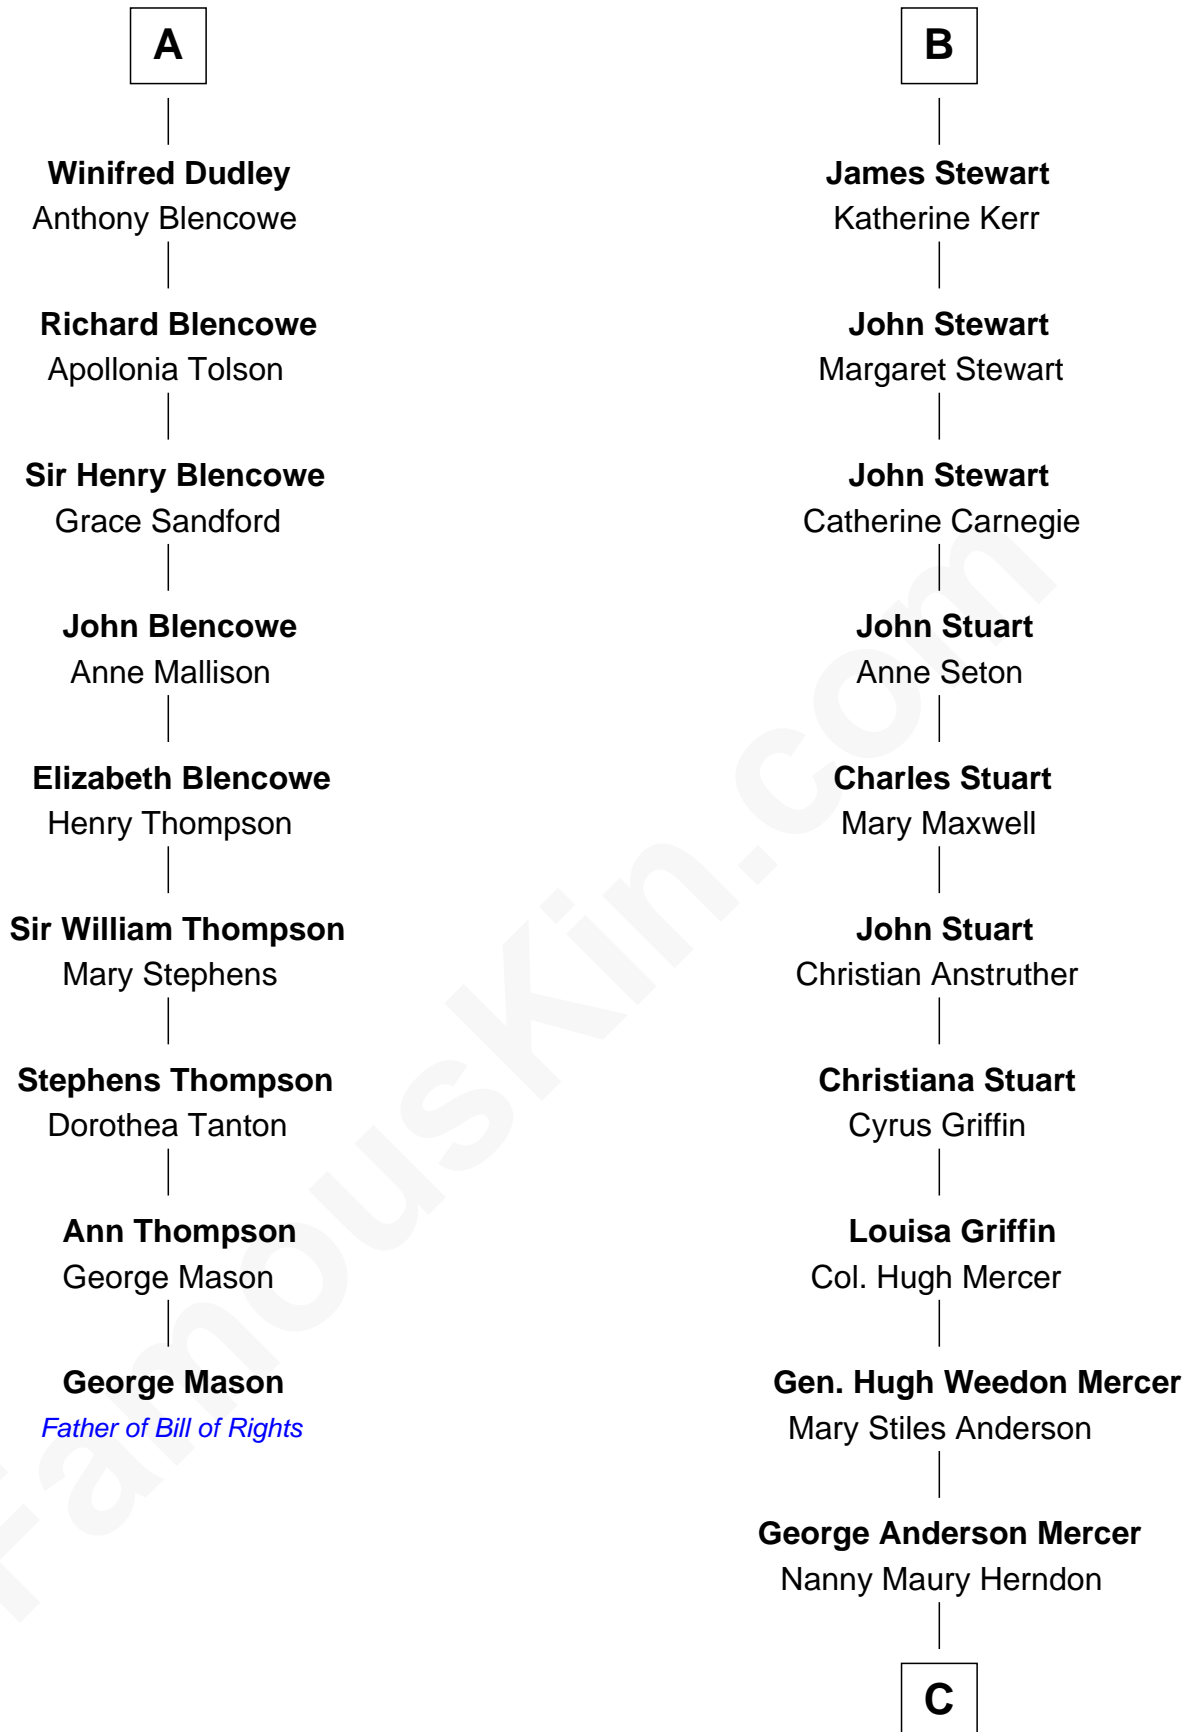 A
Winifred Dudley
Anthony Blencowe
Richard Blencowe
Apollonia Tolson
Sir Henry Blencowe
Grace Sandford
John Blencowe
Anne Mallison
Elizabeth Blencowe
Henry Thompson
Sir William Thompson
Mary Stephens
Stephens Thompson
Dorothea Tanton
Ann Thompson
George Mason
George Mason
Father of Bill of Rights
B
James Stewart
Katherine Kerr
John Stewart
Margaret Stewart
John Stewart
Catherine Carnegie
John Stuart
Anne Seton
Charles Stuart
Mary Maxwell
John Stuart
Christian Anstruther
Christiana Stuart
Cyrus Griffin
Louisa Griffin
Col. Hugh Mercer
Gen. Hugh Weedon Mercer
Mary Stiles Anderson
George Anderson Mercer
Nanny Maury Herndon
C
FamousKin.com